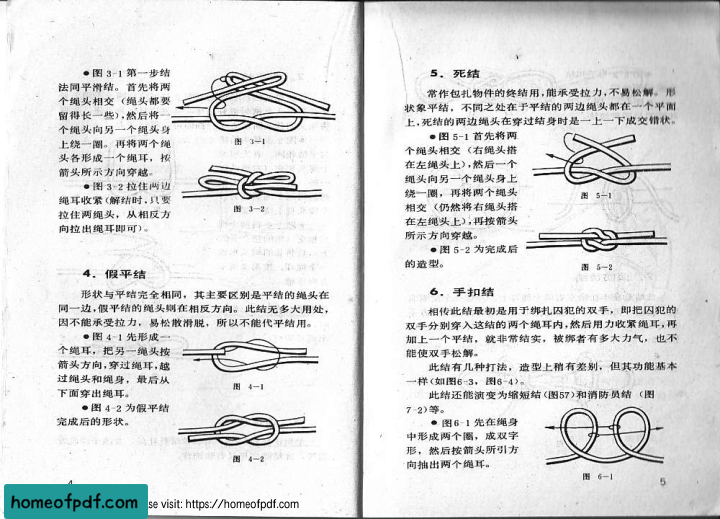 ●图 3-1 第一步结
法同平滑结。首先将两
个绳头相交（绳头都要
留得长一些），然后将一
个绳头向另一个绳头身
上绕一圈。再将两个绳
头各形成一个绳耳，按
箭头所示方向穿越。
●图 3-2 拉住两边
绳耳收紧（解结时，只要
拉住两绳头，从相反方
向拉出绳耳即可）。
图 3-1
图 3-2
4. 假平结
形状与平结完全相同，其主要区别是平结的绳头在
同一边，假平结的绳头则在相反方向。此结无多大用处，
因不能承受拉力，易松散滑脱，所以不能代平结用。
●图 4-1 先形成一
个绳耳，把另一绳头按
箭头方向，穿过绳耳，越
过绳头和绳身，最后从
下面穿出绳耳。
●图 4-2 为假平结
完成后的形状。
图 4-1
图 4-2
4
5. 死结
常作包扎物件的终结用，能承受拉力，不易松解。形
状象平结，不同之处在于平结的两边绳头都在一个平面
上，死结的两边绳头在穿过结身时是一上一下成交错状。
●图 5-1 首先将两
个绳头相交（右绳头搭
在左绳头上），然后一个
绳头向另一个绳头身上
绕一圈，再将两个绳头
相交（仍然将右绳头搭
在左绳头上），再按箭头
所示方向穿越。
●图 5-2 为完成后
的造型。
图 5-1
图 5-2
6. 手扣结
相传此结最初是用于绑扎囚犯的双手，即把囚犯的
双手分别穿入这结的两个绳耳内，然后用力收紧绳耳，再
加上一个平结，就非常结实，被绑者有多大力气，也不
能使双手松解。
此结有几种打法，造型上稍有差别，但其功能基本
一样（如图6-3，图6-4）。
此结还能演变为缩短结（图57）和消防员结（图
7-2）等。
●图 6-1 先在绳身
中形成两个圈，成双字
形，然后按箭头所引方
向抽出两个绳耳。
图 6-1
5
homeofpdf.com
se visit: https://homeofpdf.com